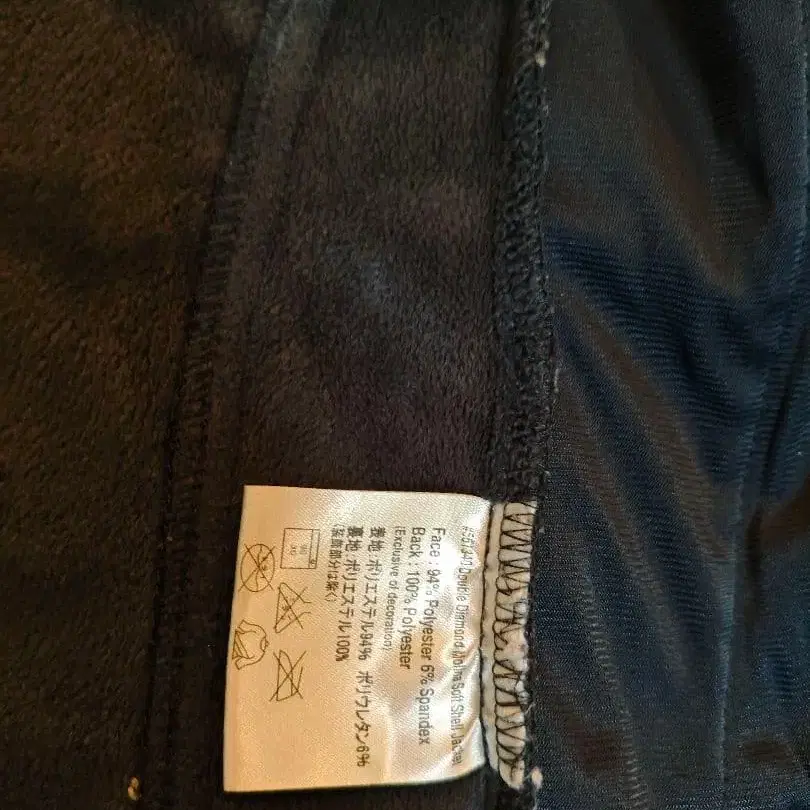 Double Diamond Soft Shell Jacket
Face : 94% Polyester 6% Spandex
Back : 100% Polyester
(Exclusive of decoration)
表地:ポリエステル94% ポリウレタン6%
裏地:ポリエステル100%
(装飾部分は除く)